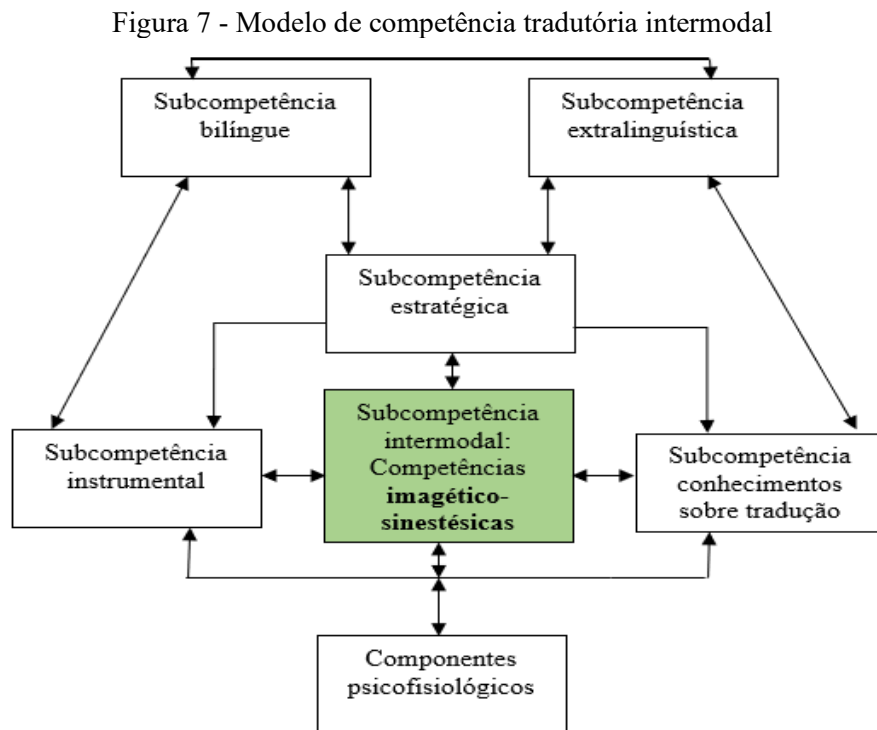 Figura 7 - Modelo de competência tradutória intermodal
Subcompetência
bilíngue
Subcompetência
extralinguística
Subcompetência
estratégica
Subcompetência
instrumental
Subcompetência
intermodal:
Competências
imagético-
sinestésicas
Subcompetência
conhecimentos
sobre tradução
Componentes
psicofisiológicos